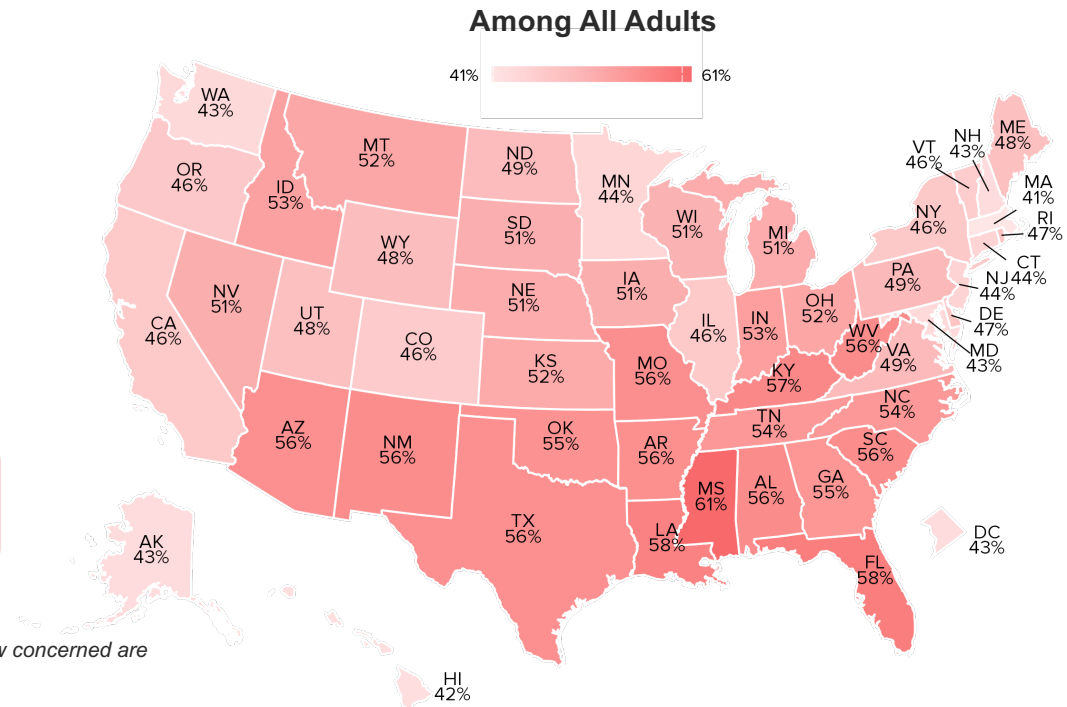 Among All Adults
41%
61%
WA
43%
OR
46%
CA
46%
NV
51%
ID
53%
MT
52%
WY
48%
UT
48%
CO
46%
AZ
56%
NM
56%
ND
49%
SD
51%
NE
51%
KS
52%
OK
55%
TX
56%
MN
44%
IA
51%
MO
56%
AR
56%
LA
58%
WI
51%
IL
46%
MI
51%
IN
53%
OH
52%
KY
57%
TN
54%
MS
61%
AL
56%
GA
55%
FL
58%
SC
56%
NC
54%
VA
49%
WV
56%
PA
49%
NY
46%
VT
46%
NH
43%
ME
48%
MA
41%
RI
47%
CT
44%
NJ
44%
DE
47%
MD
43%
DC
43%
AK
43%
HI
42%
concerned are